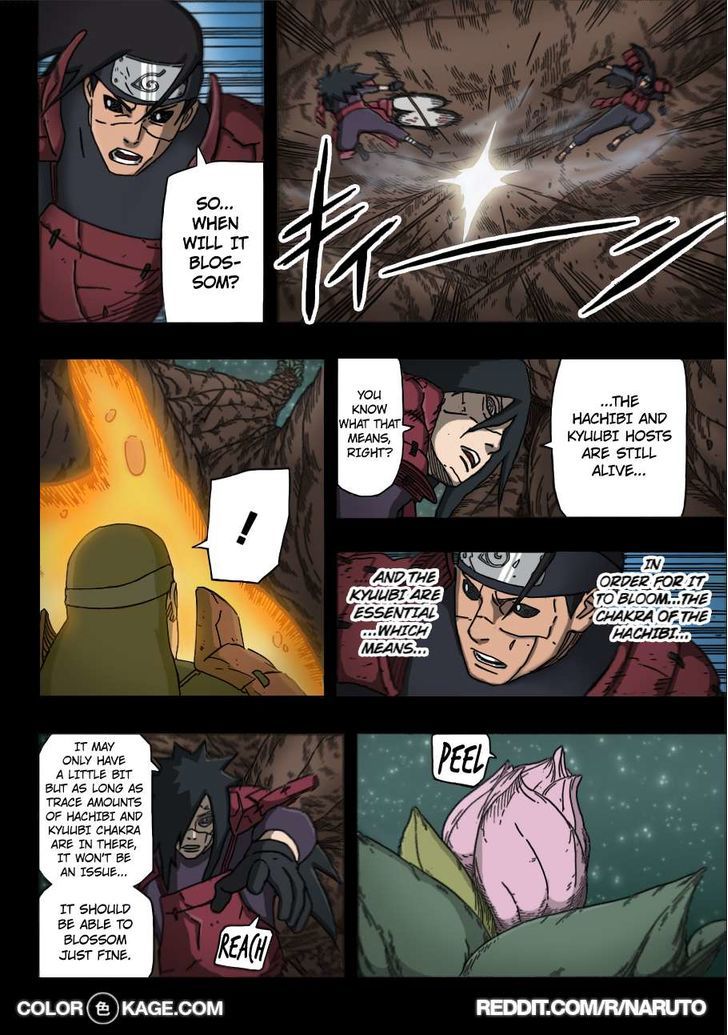 キィーン
SO...
WHEN
WILL IT
BLOS-
SOM?
...THE
HACHIBI AND
KYUUBI HOSTS
ARE STILL
ALIVE...
YOU
KNOW
WHAT THAT
MEANS,
RIGHT?
IN
ORDER FOR IT
TO BLOOM...THE
CHAKRA OF THE
HACHIBI...
AND THE
KYUUBI ARE
ESSENTIAL
...WHICH
MEANS...
!
PEEL
IT MAY
ONLY HAVE
A LITTLE BIT
BUT AS LONG AS
TRACE AMOUNTS
OF HACHIBI AND
KYUUBI CHAKRA
ARE IN THERE,
IT WON'T BE
AN ISSUE...
IT SHOULD
BE ABLE TO
BLOSSOM
JUST FINE.
REACH
COLOR 色 KAGE.COM
REDDIT.COM/R/NARUTO